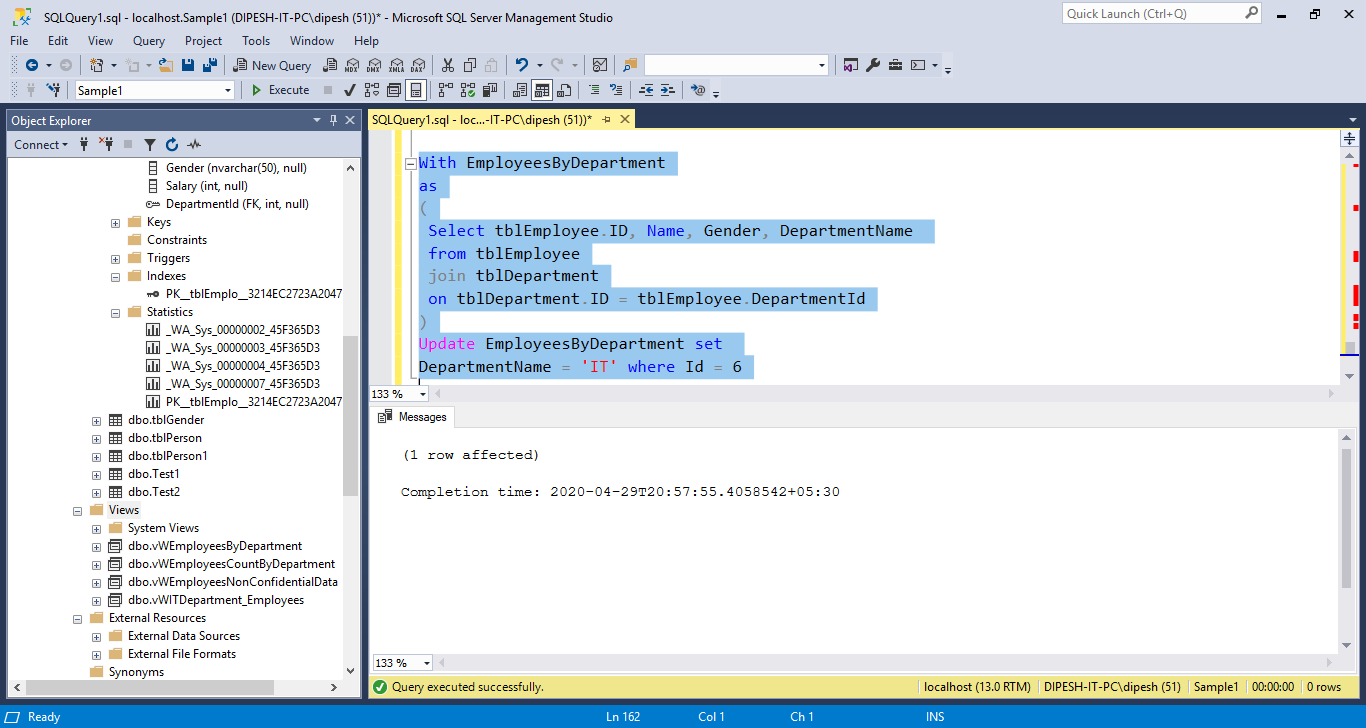 SQLQuery1.sql - localhost.Sample1 (DIPESH-IT-PC\dipesh (51))* - Microsoft SQL Server Management Studio
Quick Launch (Ctrl+Q)
File Edit View Query Project Tools Window Help
New Query MDX DMX XMLA DAX
Sample1 Execute
Object Explorer
SQLQuery1.sql - loc...-IT-PC\dipesh (51))*
Connect
Gender (nvarchar(50), null)
Salary (int, null)
DepartmentId (FK, int, null)
Keys
Constraints
Triggers
Indexes
PK__tblEmplo__3214EC2723A2047
Statistics
_WA_Sys_00000002_45F365D3
_WA_Sys_00000003_45F365D3
_WA_Sys_00000004_45F365D3
_WA_Sys_00000007_45F365D3
PK__tblEmplo__3214EC2723A2047
dbo.tblGender
dbo.tblPerson
dbo.tblPerson1
dbo.Test1
dbo.Test2
Views
System Views
dbo.vWEmployeesByDepartment
dbo.vWEmployeesCountByDepartment
dbo.vWEmployeesNonConfidentialData
dbo.vWITDepartment_Employees
External Resources
External Data Sources
External File Formats
Synonyms
With EmployeesByDepartment
as
(
Select tblEmployee.ID, Name, Gender, DepartmentName
from tblEmployee
join tblDepartment
on tblDepartment.ID = tblEmployee.DepartmentId
)
Update EmployeesByDepartment set
DepartmentName = 'IT' where Id = 6
133 %
Messages
(1 row affected)
Completion time: 2020-04-29T20:57:55.4058542+05:30
133 %
Query executed successfully. localhost (13.0 RTM) DIPESH-IT-PC\dipesh (51) Sample1 00:00:00 0 rows
Ready Ln 162 Col 1 Ch 1 INS